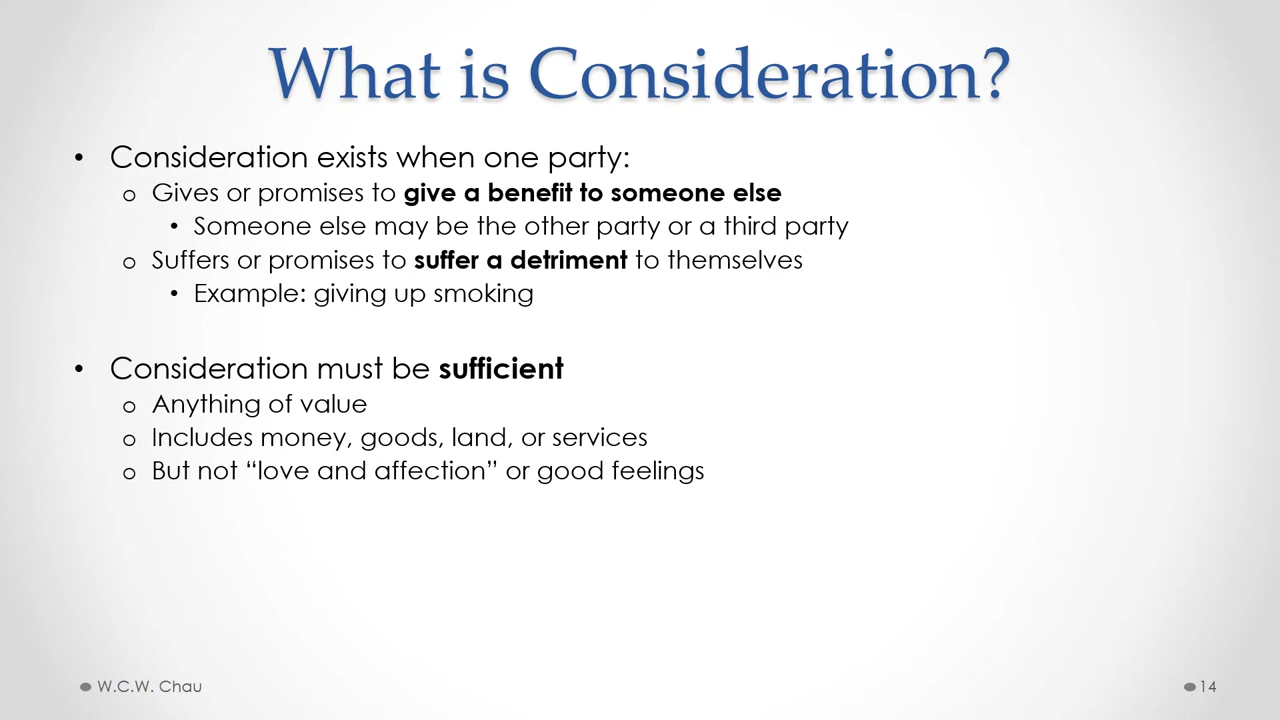 What is Consideration?
• Consideration exists when one party:
o Gives or promises to give a benefit to someone else
• Someone else may be the other party or a third party
o Suffers or promises to suffer a detriment to themselves
• Example: giving up smoking
• Consideration must be sufficient
o Anything of value
o Includes money, goods, land, or services
o But not “love and affection” or good feelings
W.C.W. Chau
14